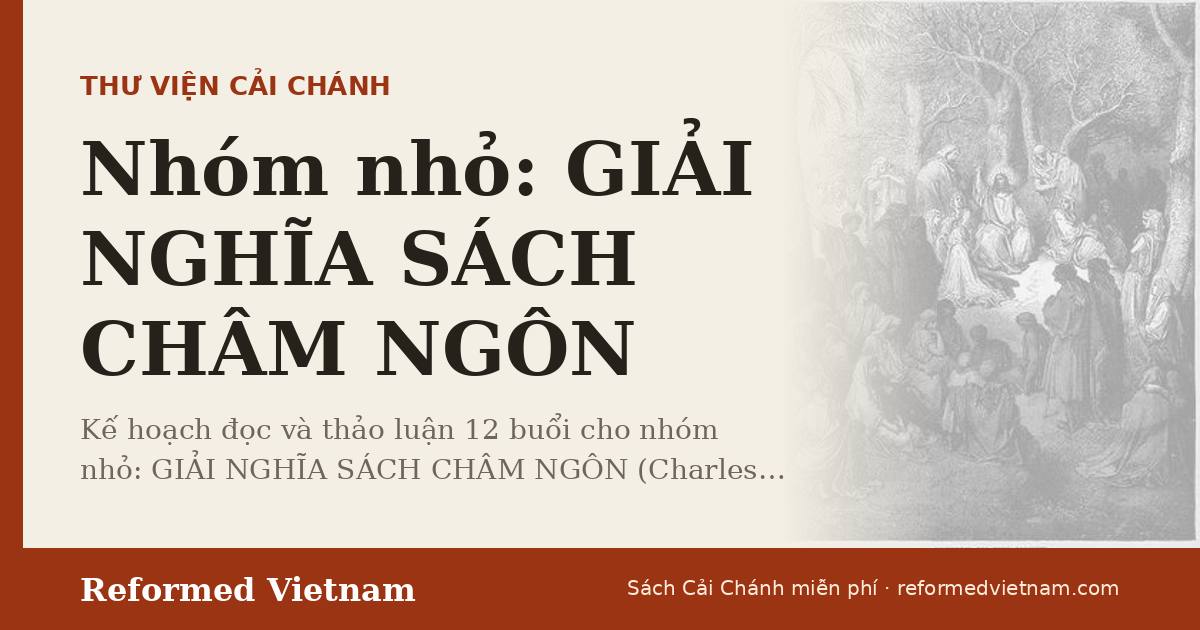 THƯ VIỆN CẢI CHÁNH
Nhóm nhỏ: GIẢI
NGHĨA SÁCH
CHÂM NGÔN
Kế hoạch đọc và thảo luận 12 buổi cho nhóm
nhỏ: GIẢI NGHĨA SÁCH CHÂM NGÔN (Charles…
Reformed Vietnam
Sách Cải Chánh miễn phí · reformedvietnam.com